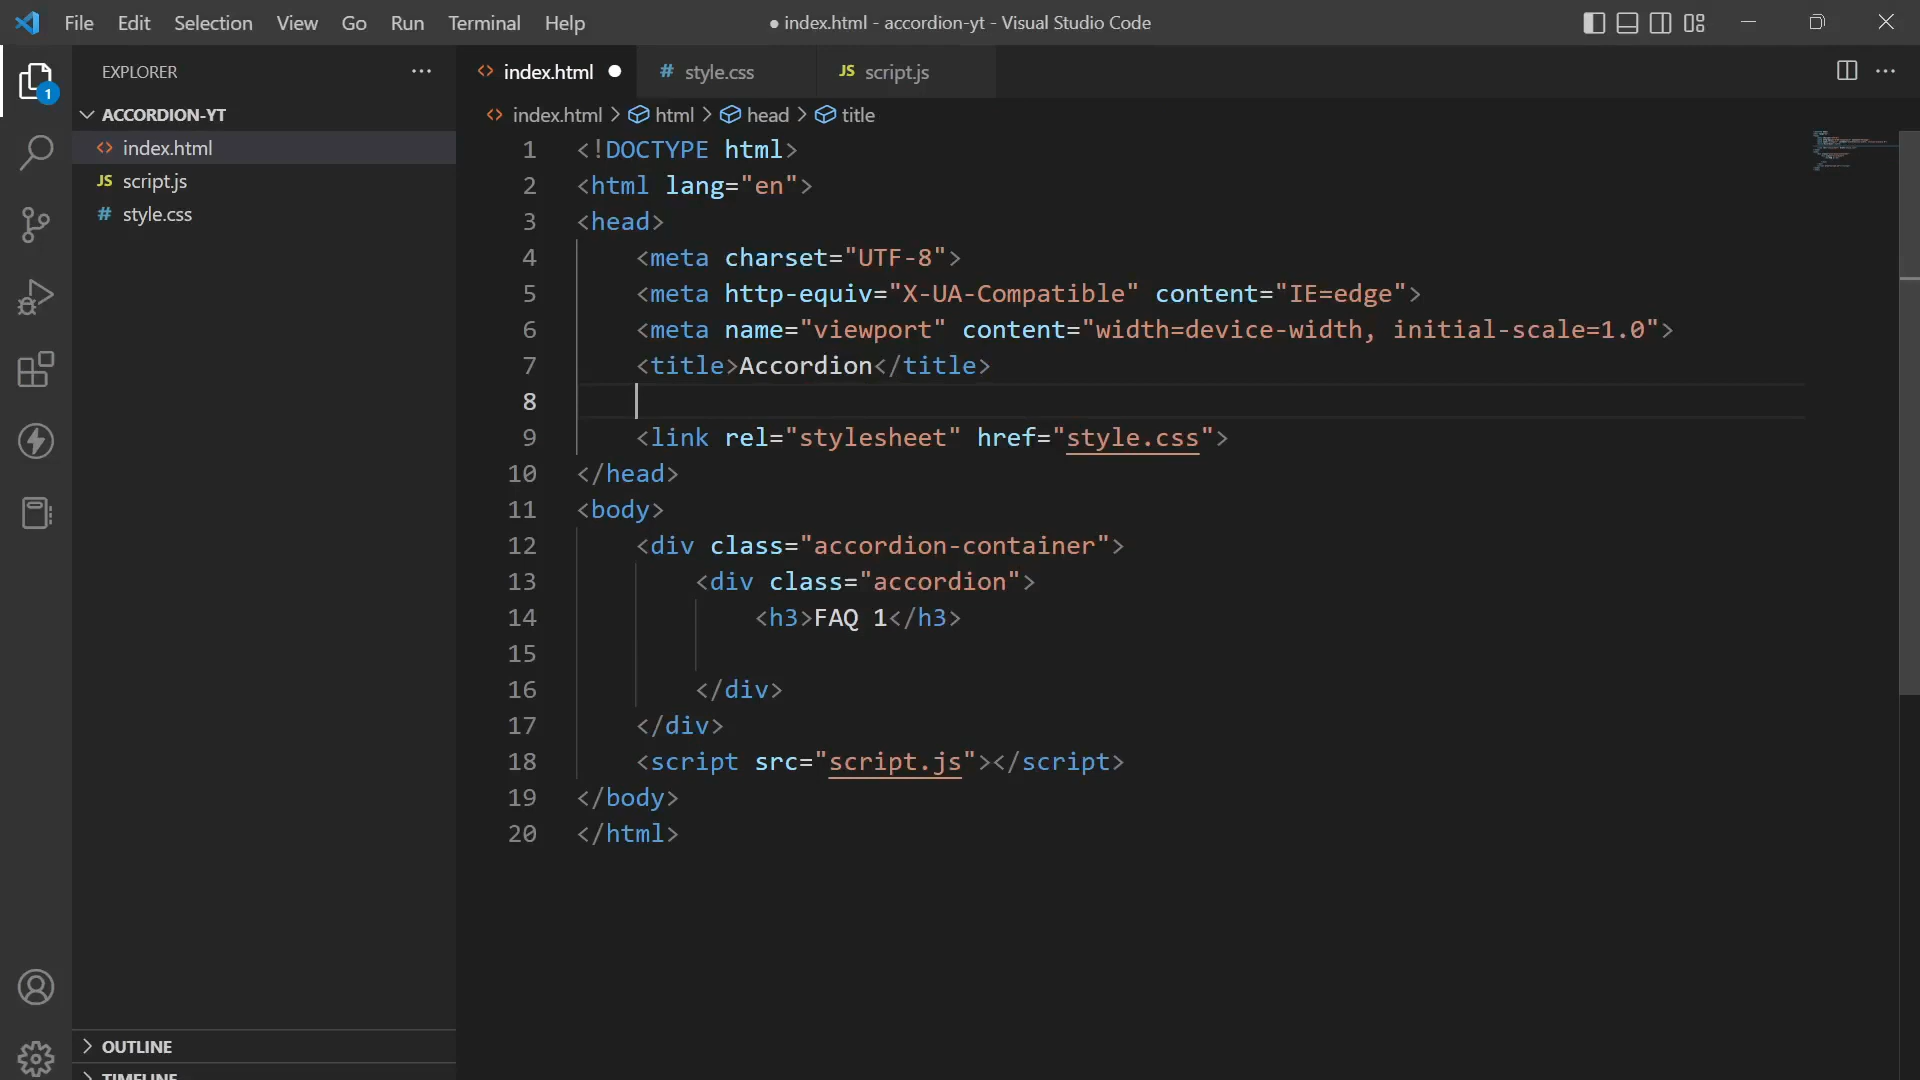 File Edit Selection View Go Run Terminal Help
● index.html - accordion-yt - Visual Studio Code
EXPLORER
1
ACCORDION-YT
index.html
JS script.js
# style.css
OUTLINE
TIMELINE
index.html
# style.css
JS script.js
index.html > html > head > title
1 <!DOCTYPE html>
2 <html lang="en">
3 <head>
4 <meta charset="UTF-8">
5 <meta http-equiv="X-UA-Compatible" content="IE=edge">
6 <meta name="viewport" content="width=device-width, initial-scale=1.0">
7 <title>Accordion</title>
8
9 <link rel="stylesheet" href="style.css">
10 </head>
11 <body>
12 <div class="accordion-container">
13 <div class="accordion">
14 <h3>FAQ 1</h3>
15
16 </div>
17 </div>
18 <script src="script.js"></script>
19 </body>
20 </html>